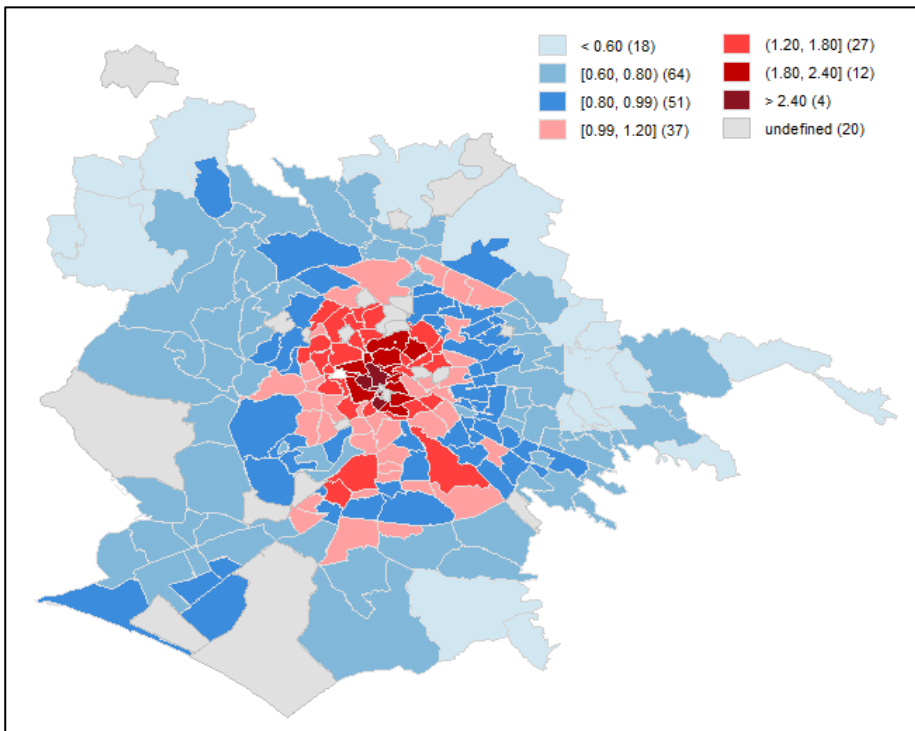 < 0.60 (18)
[0.60, 0.80) (64)
[0.80, 0.99) (51)
[0.99, 1.20] (37)
(1.20, 1.80] (27)
(1.80, 2.40] (12)
> 2.40 (4)
undefined (20)